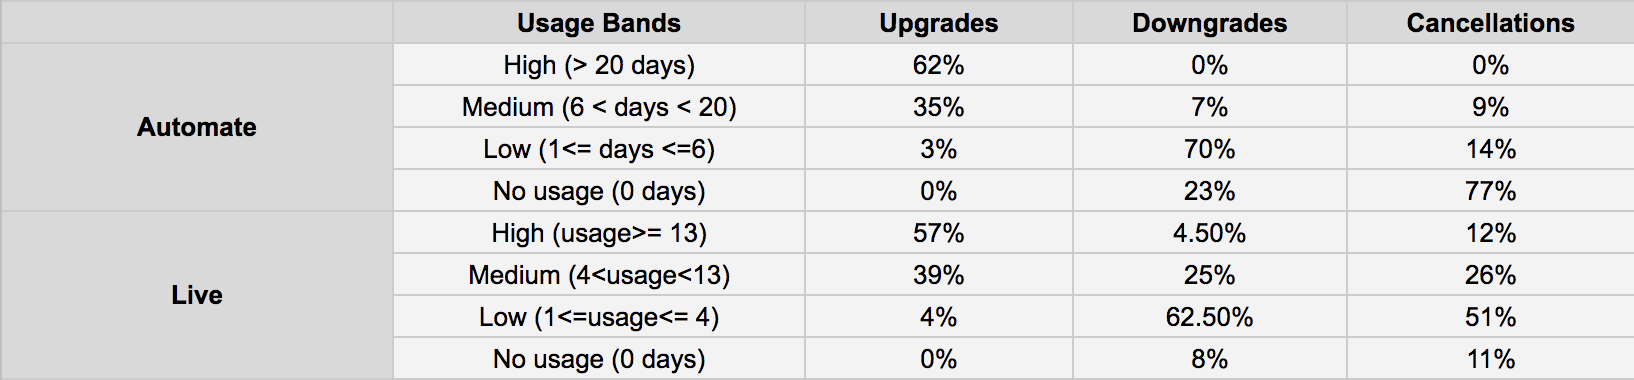 Usage Bands Upgrades Downgrades Cancellations
High (> 20 days) 62% 0% 0%
Medium (6 < days < 20) 35% 7% 9%
Automate
Low (1<= days <=6) 3% 70% 14%
No usage (0 days) 0% 23% 77%
High (usage>= 13) 57% 4.50% 12%
Medium (4<usage<13) 39% 25% 26%
Live
Low (1<=usage<= 4) 4% 62.50% 51%
No usage (0 days) 0% 8% 11%